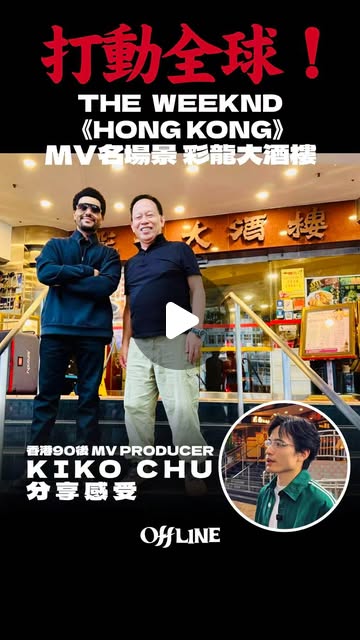 打動全球！
THE WEEKND
《HONG KONG》
MV名場景 彩龍大酒樓
大酒樓
香港90後 MV PRODUCER
KIKO CHU
分享感受
OffLINE